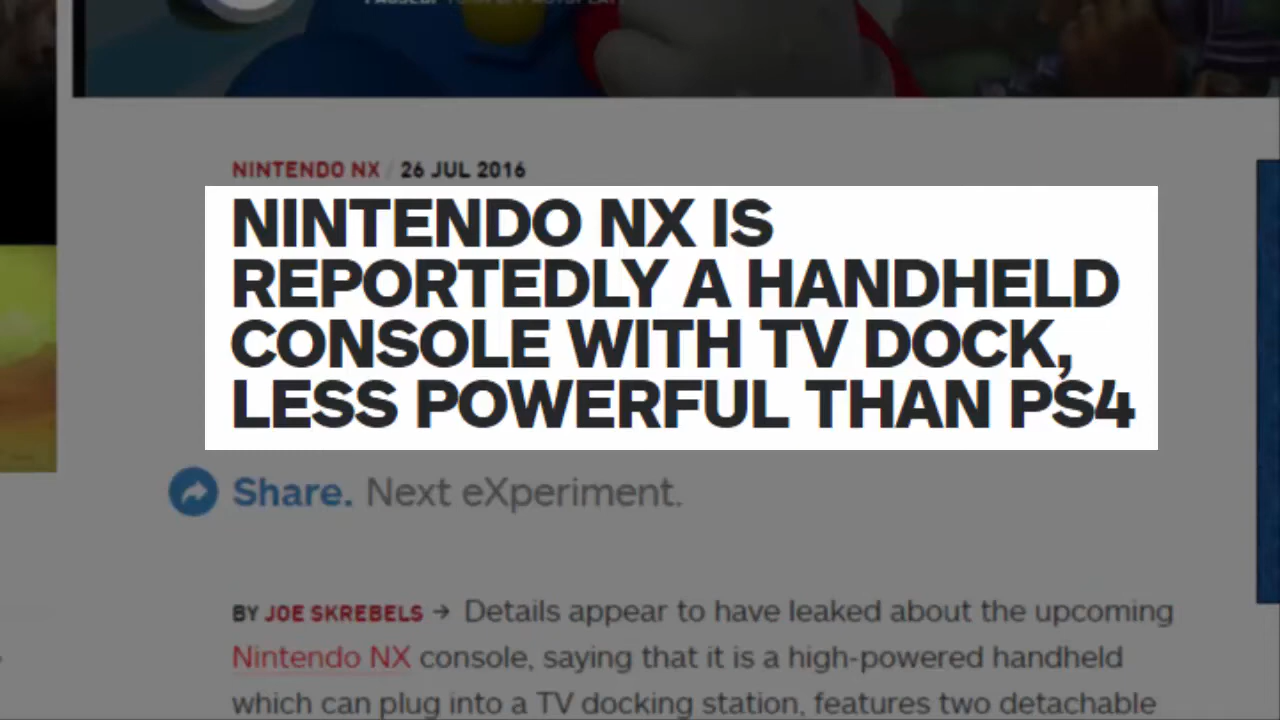 NINTENDO NX / 26 JUL 2016
NINTENDO NX IS
REPORTEDLY A HANDHELD
CONSOLE WITH TV DOCK,
LESS POWERFUL THAN PS4
Share. Next eXperiment.
BY JOE SKREBELS → Details appear to have leaked about the upcoming
Nintendo NX console, saying that it is a high-powered handheld
which can plug into a TV docking station, features two detachable